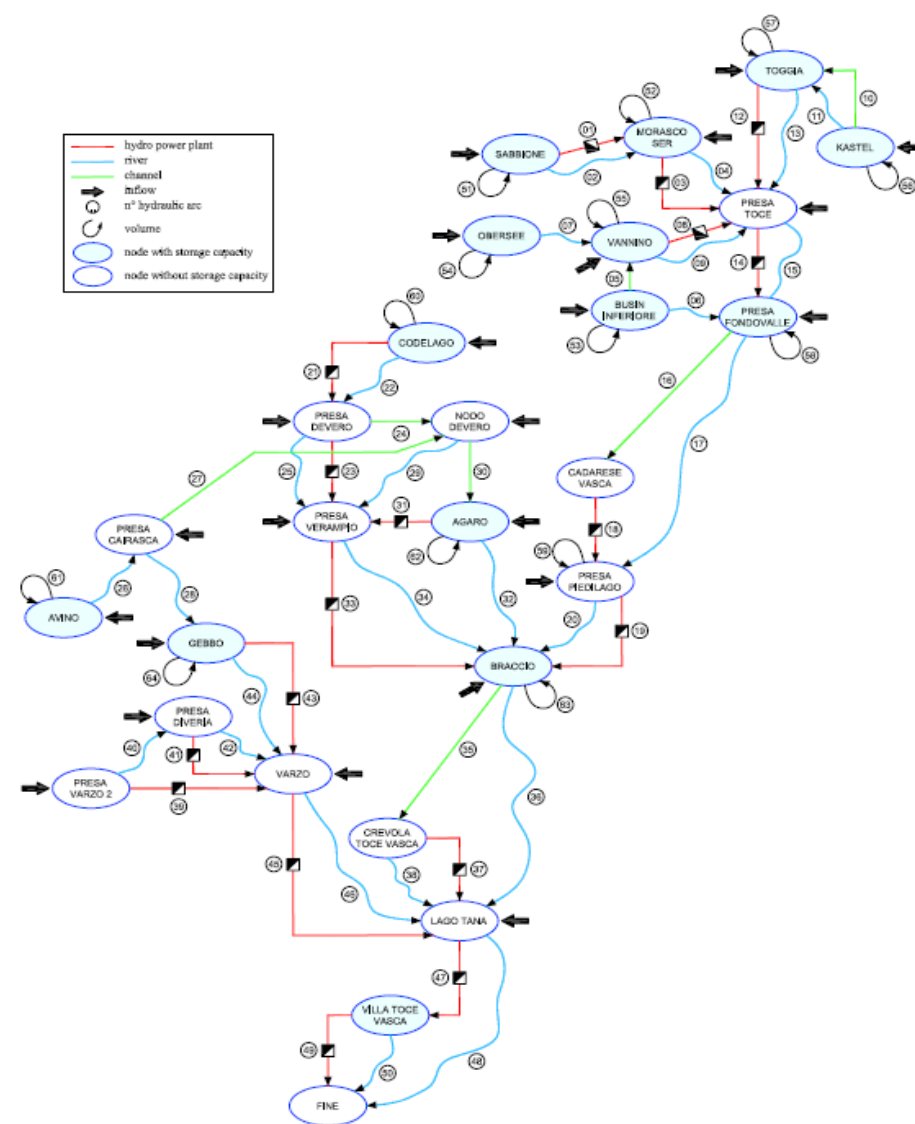 57
TOGGIA
10
52
12
11
13
01
MORASCO
SER
SABBIONE
KASTEL
04
51
02
03
56
55
PRESA
TOCE
07
08
OBERSEE
VANNINO
09
54
14
15
05
BUSIN
INFERIORE
06
PRESA
FONDOVALLE
53
58
hydro power plant
river
channel
inflow
n° hydraulic arc
volume
node with storage capacity
node without storage capacity
60
CODELAGO
21
22
16
PRESA
DEVERO
NODO
DEVERO
24
17
27
25
23
29
30
CADARESE
VASCA
31
PRESA
VERAMPIO
AGARO
18
PRESA
CAIRASCA
62
59
PRESA
PIEDILAGO
61
26
28
34
32
33
20
19
AVINO
GEBBO
BRACCIO
64
44
43
63
PRESA
DIVERIA
40
41
42
35
VARZO
36
PRESA
VARZO 2
39
CREVOLA
TOCE VASCA
45
46
38
37
LAGO TANA
47
VILLA TOCE
VASCA
49
50
48
FINE